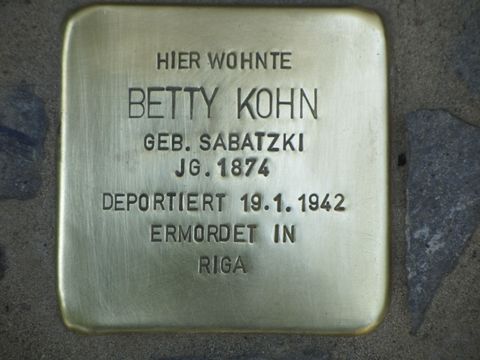 HIER WOHNTE
BETTY KOHN
GEB. SABATZKI
JG. 1874
DEPORTIERT 19.1.1942
ERMORDET IN
RIGA